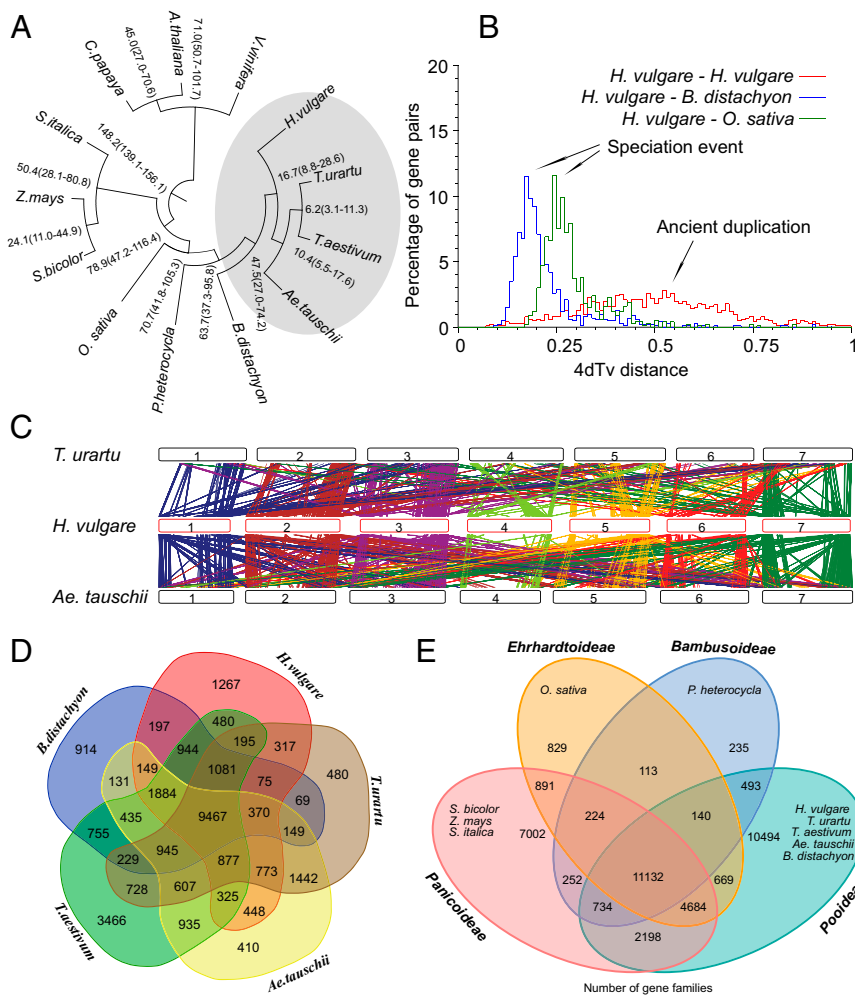 A
C.papaya
45.0(27.0-70.6)
A.thaliana
71.0(50.7-101.7)
V.vinifera
S.italica
148.2(139.1-156.1)
50.4(28.1-80.8)
Z.mays
24.1(11.0-44.9)
S.bicolor
78.9(47.2-116.4)
O. sativa
70.7(41.8-105.3)
P.heterocycla
63.7(37.3-95.8)
B.distachyon
47.5(27.0-74.2)
H.vulgare
16.7(8.8-28.6)
T.urartu
6.2(3.1-11.3)
T.aestivum
10.4(5.5-17.6)
Ae.tauschii
B
Percentage of gene pairs
20
15
10
5
0
H. vulgare - H. vulgare
H. vulgare - B. distachyon
H. vulgare - O. sativa
Speciation event
Ancient duplication
0 0.25 0.5 0.75 1
4dTv distance
C
T. urartu 1 2 3 4 5 6 7
H. vulgare 1 2 3 4 5 6 7
Ae. tauschii 1 2 3 4 5 6 7
D
B.distachyon
H.vulgare
T.urartu
T.aestivum
Ae.tauschii
1267
197 480
914 944 195 317 480
131 149 1081 75
1884 69
435 9467 370 149
755
229 945 877 773 1442
728 607 325
3466 935 448
410
E
Ehrhardtoideae Bambusoideae
O. sativa P. heterocycla
829 235
113
891 493
S. bicolor
Z. mays
S. italica
7002
224 140
10494
H. vulgare
T. urartu
T. aestivum
Ae. tauschii
B. distachyon
252 11132 669
734 4684
2198
Panicoideae
Pooideae
Number of gene families